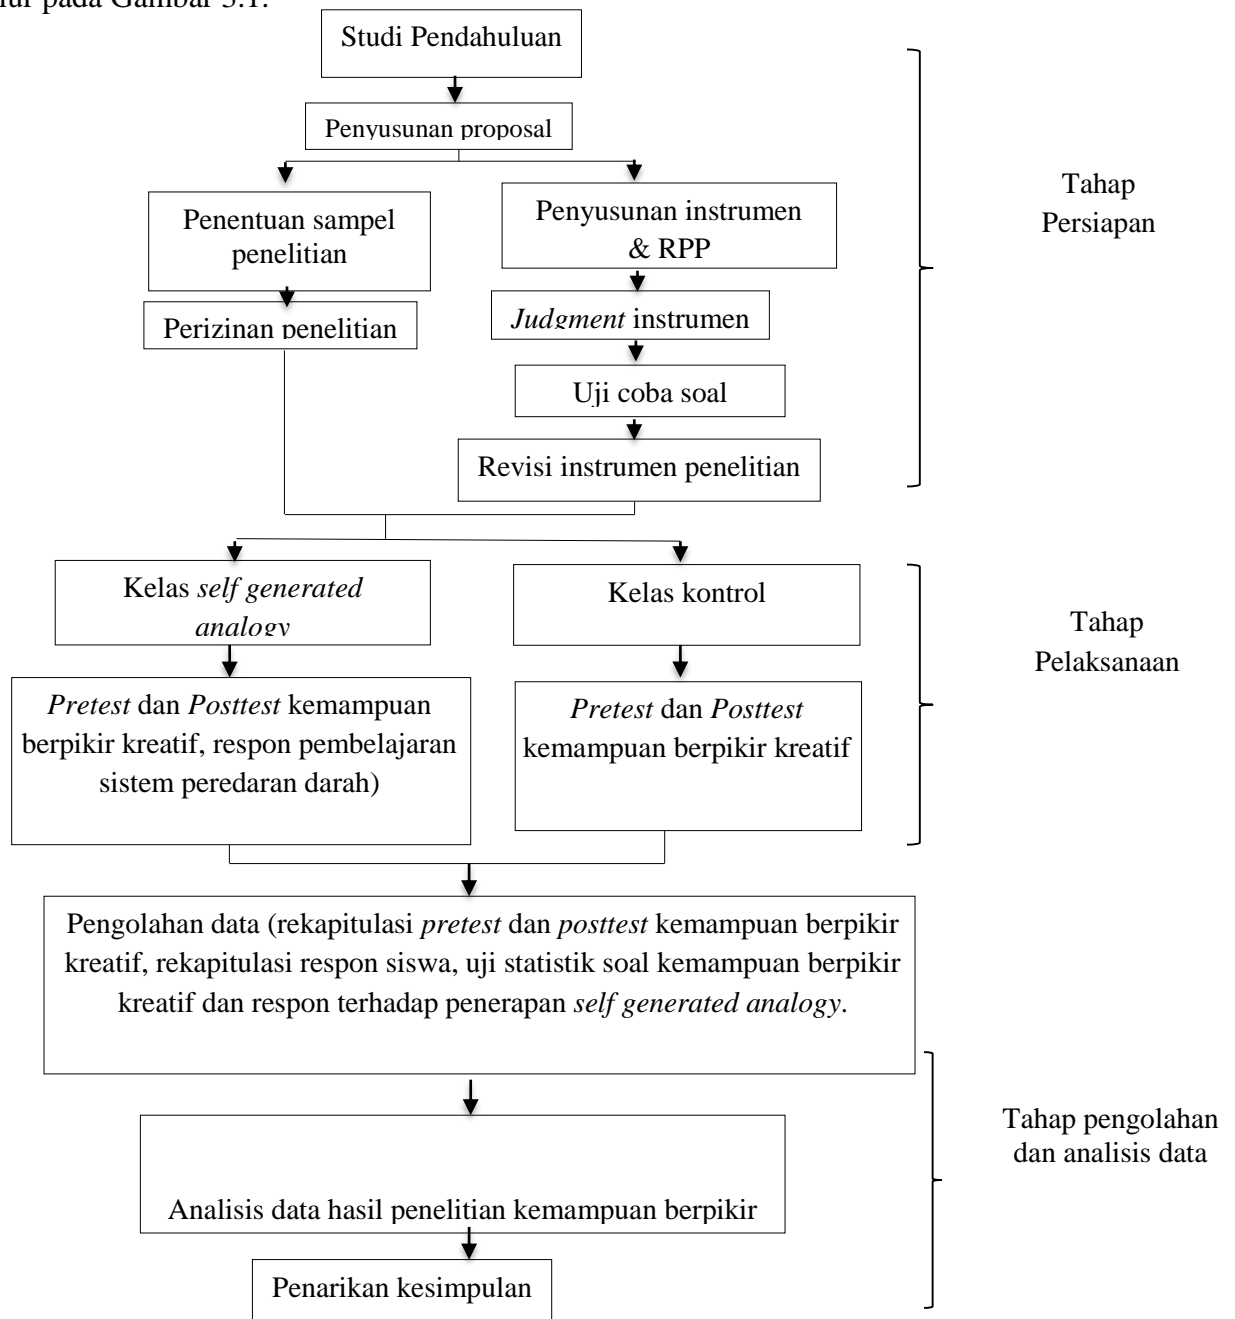 pada Gambar 3.1.
Studi Pendahuluan
Penyusunan proposal
Penentuan sampel
penelitian
Penyusunan instrumen
& RPP
Tahap
Persiapan
Perizinan penelitian
Judgment instrumen
Uji coba soal
Revisi instrumen penelitian
Kelas self generated
analogy
Kelas kontrol
Tahap
Pelaksanaan
Pretest dan Posttest kemampuan
berpikir kreatif, respon pembelajaran
sistem peredaran darah)
Pretest dan Posttest
kemampuan berpikir kreatif
Pengolahan data (rekapitulasi pretest dan posttest kemampuan berpikir
kreatif, rekapitulasi respon siswa, uji statistik soal kemampuan berpikir
kreatif dan respon terhadap penerapan self generated analogy.
Tahap pengolahan
dan analisis data
Analisis data hasil penelitian kemampuan berpikir
Penarikan kesimpulan